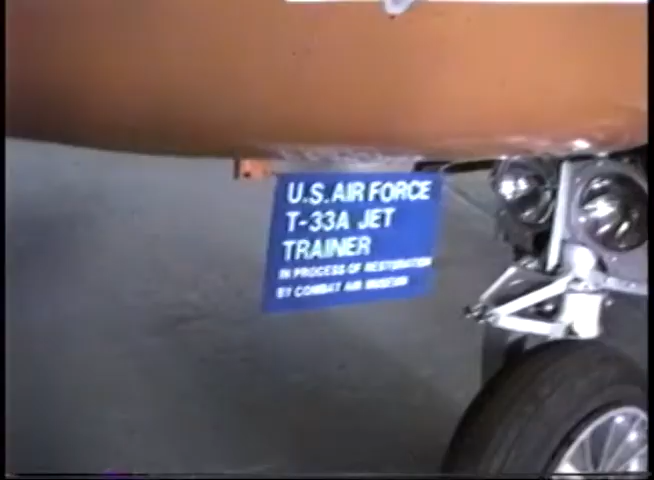 U.S. AIR FORCE
T-33A JET
TRAINER
IN PROCESS OF RESTORATION
BY COMBAT AIR MUSEUM